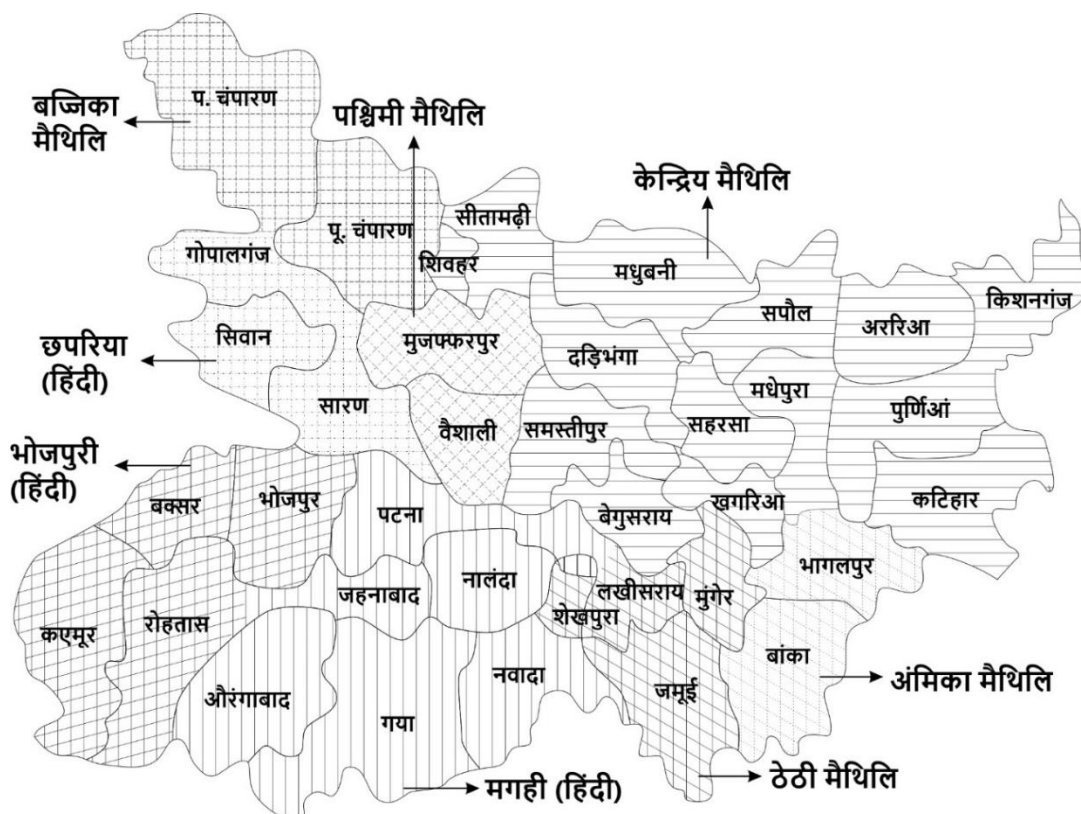 प. चंपारण
बज्जिका
मैथिलि
पश्चिमी मैथिलि
केन्द्रिय मैथिलि
सीतामढ़ी
पू. चंपारण
गोपालगंज
शिवहर
मधुबनी
किशनगंज
सपौल
अररिआ
सिवान
मुजफ्फरपुर
छपरिया
(हिंदी)
दड़िभंगा
मधेपुरा
सारण
पुर्णिआं
वैशाली
समस्तीपुर
सहरसा
भोजपुरी
(हिंदी)
बक्सर
भोजपुर
पटना
बेगुसराय
खगरिआ
कटिहार
भागलपुर
नालंदा
जहनाबाद
लखीसराय
मुंगेर
शेखपुरा
कएमूर
रोहतास
बांका
नवादा
औरंगाबाद
जमूई
अंमिका मैथिलि
गया
ठेठी मैथिलि
मगही (हिंदी)